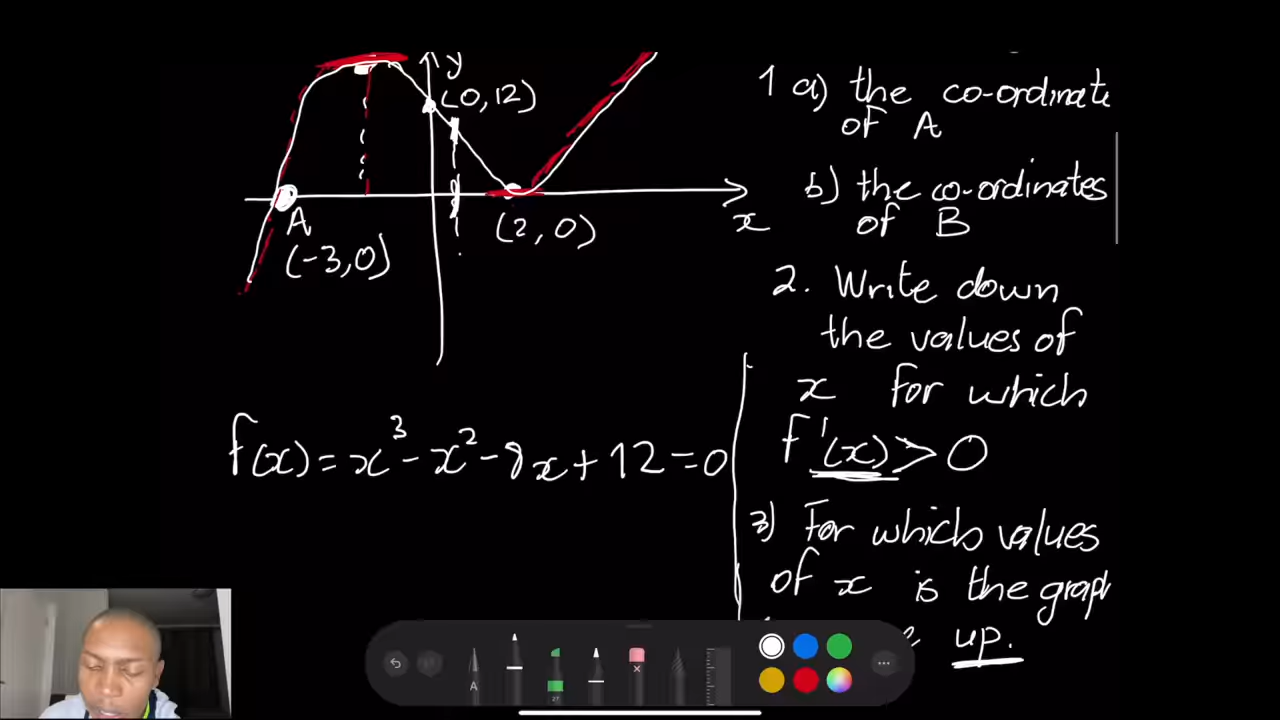 y
(0,12)
A
(-3,0)
(2,0)
x
f(x)=x³-x²-8x+12=0
1 a) the co-ordinate
of A
b) the co-ordinates
of B
2. Write down
the values of
x for which
f'(x)>0
3) For which values
of x is the graph
up.